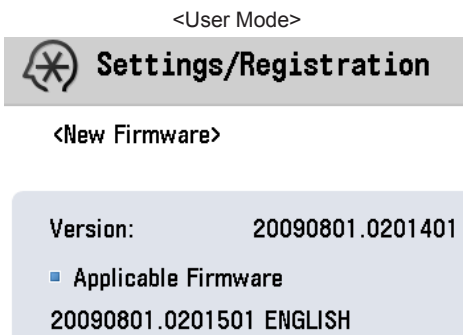 <User Mode>
Settings/Registration
<New Firmware>
Version: 20090801.0201401
Applicable Firmware
20090801.0201501 ENGLISH